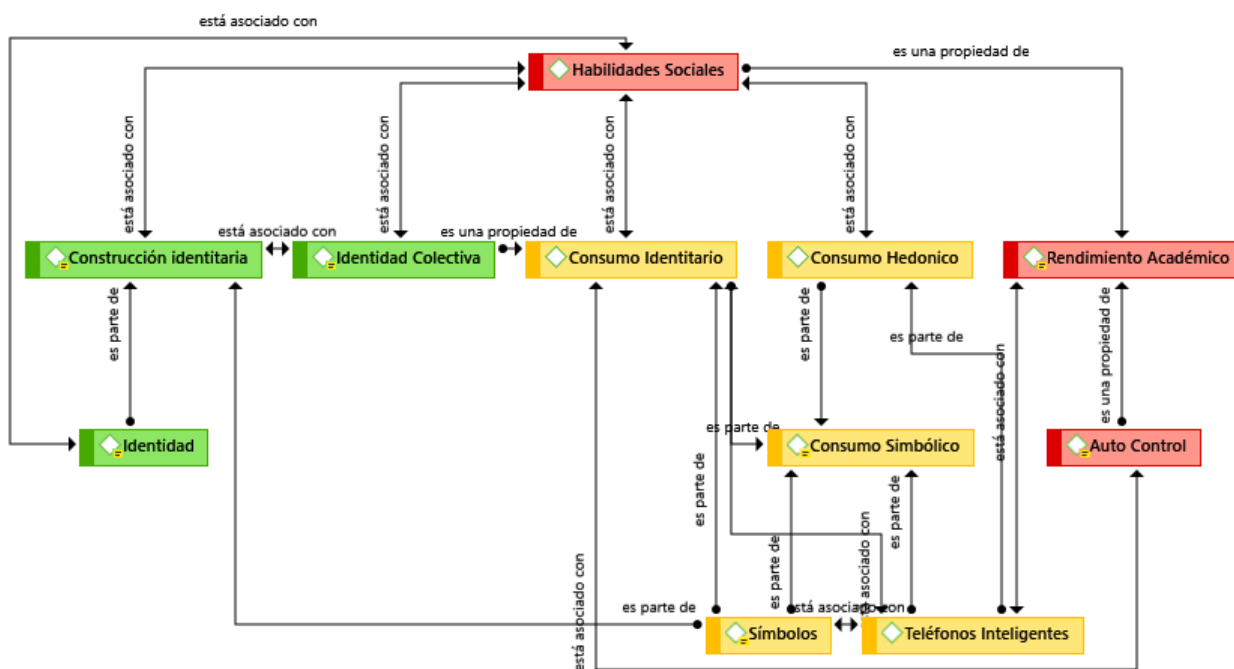 está asociado con
Habilidades Sociales
es una propiedad de
está asociado con
está asociado con
está asociado con
está asociado con
está asociado con
es una propiedad de
Construcción identitaria
Identidad Colectiva
Consumo Identitario
Consumo Hedonico
Rendimiento Académico
es parte de
es parte de
es parte de
está asociado con
es una propiedad de
es parte de
Identidad
Consumo Simbólico
Auto Control
es parte de
es parte de
es parte de
está asociado con
asociado con
es parte de
está asociado con
Símbolos
Teléfonos Inteligentes